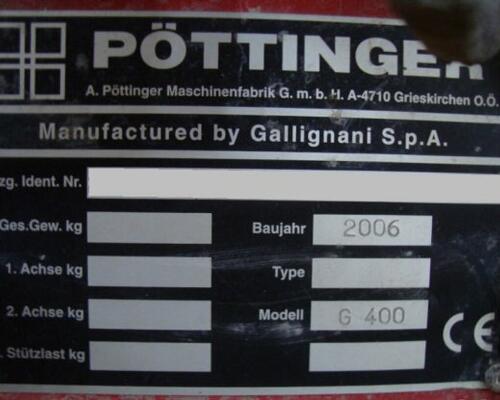 PÖTTINGER
A. Pöttinger Maschinenfabrik G. m. b. H. A-4710 Grieskirchen O.Ö.
Manufactured by Gallignani S.p.A.
zg. Ident. Nr.
Ges.Gew. kg
Baujahr 2006
1. Achse kg
Type
2. Achse kg
Modell G 400
CE
. Stützlast kg